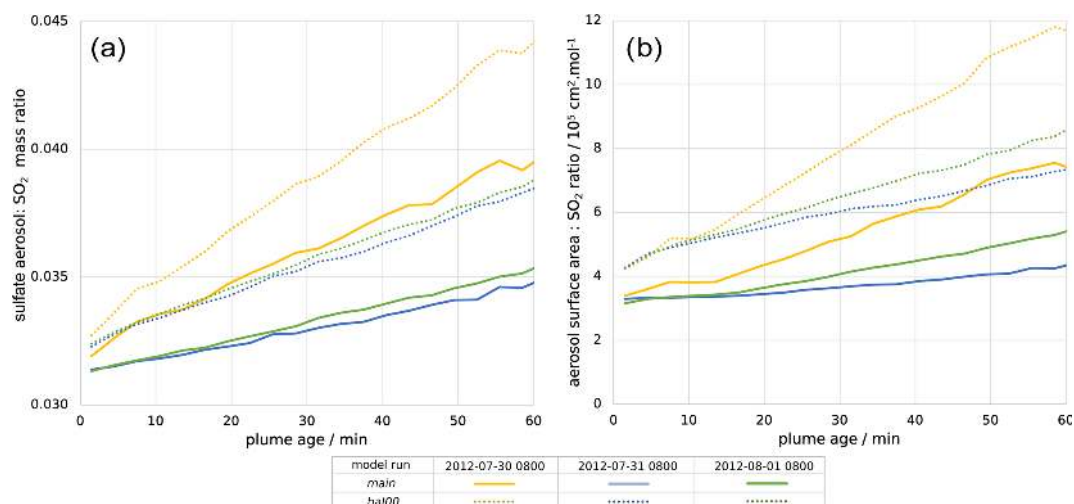 (a)
sulfate aerosol: SO2 mass ratio
0.045
0.040
0.035
0.030
0 10 20 30 40 50 60
plume age / min
(b)
aerosol surface area : SO2 ratio / 10⁵ cm².mol⁻¹
12
10
8
6
4
2
0
0 10 20 30 40 50 60
plume age / min
model run 2012-07-30 0800 2012-07-31 0800 2012-08-01 0800
main
hal00